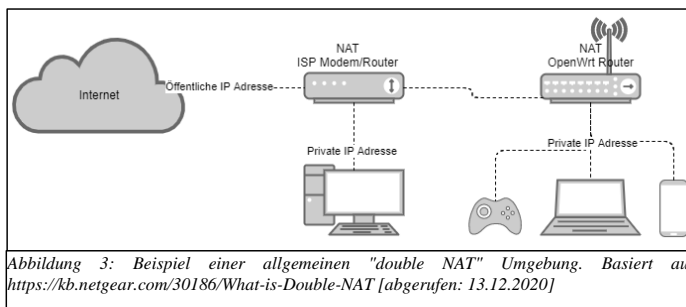 NAT
ISP Modem/Router
NAT
OpenWrt Router
Internet
Öffentliche IP Adresse
Private IP Adresse
Private IP Adresse
Abbildung 3: Beispiel einer allgemeinen "double NAT" Umgebung. Basiert
https://kb.netgear.com/30186/What-is-Double-NAT [abgerufen: 13.12.2020]